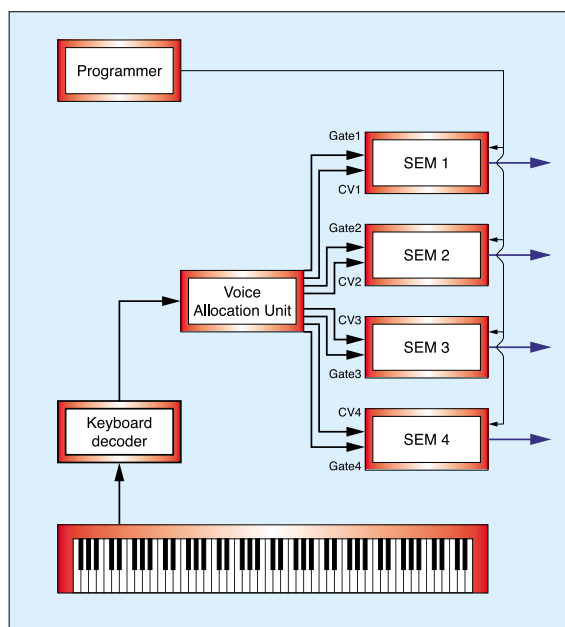 Programmer
Gate1
SEM 1
CV1
Gate2
SEM 2
CV2
Voice
Allocation Unit
CV3
SEM 3
Gate3
CV4
SEM 4
Gate4
Keyboard
decoder